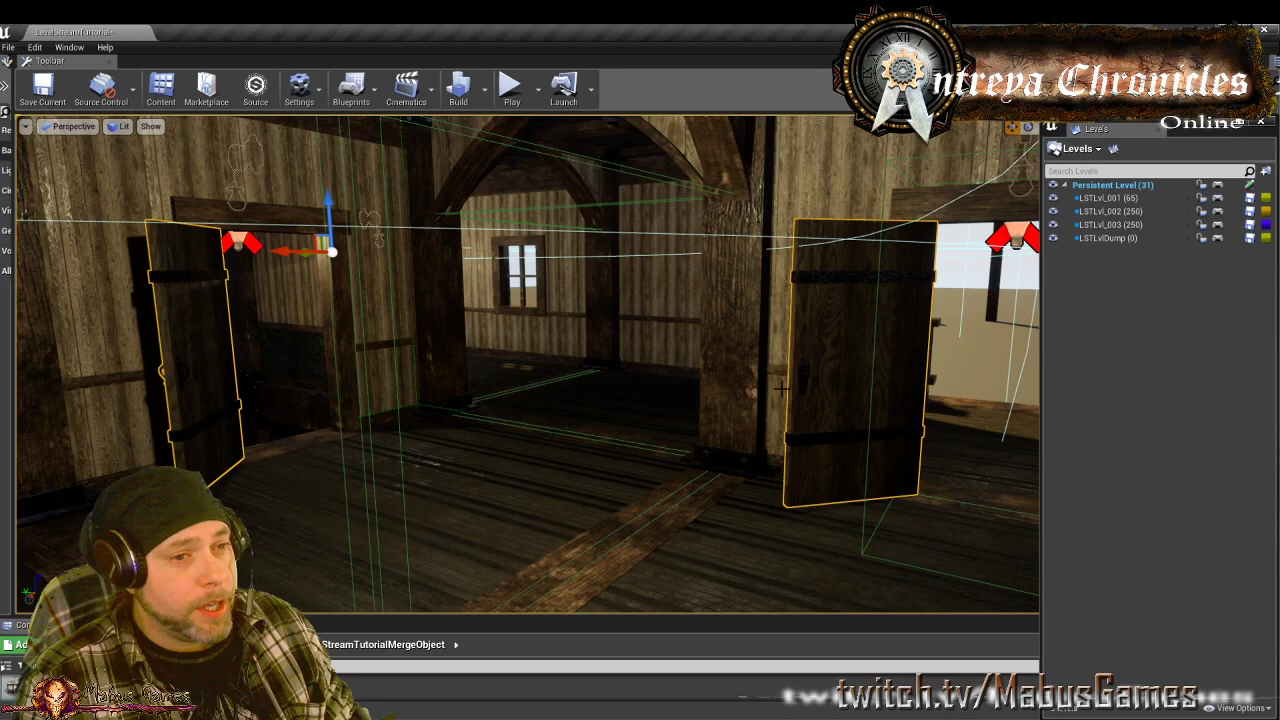 LevelStreamTurtorial*
File Edit Window Help
Toolbar
Save Current Source Control Content Marketplace Source Settings Blueprints Cinematics Build Play Launch
ntreya Chronicles
Online
Perspective Lit Show
Levels
Levels
Search Levels
Persistent Level (31)
LSTLvl_001 (65)
LSTLvl_002 (250)
LSTLvl_003 (250)
LSTLvlDump (0)
StreamTutorialMergeObject
Mabus Games
twitch.tv/MabusGames
View Options